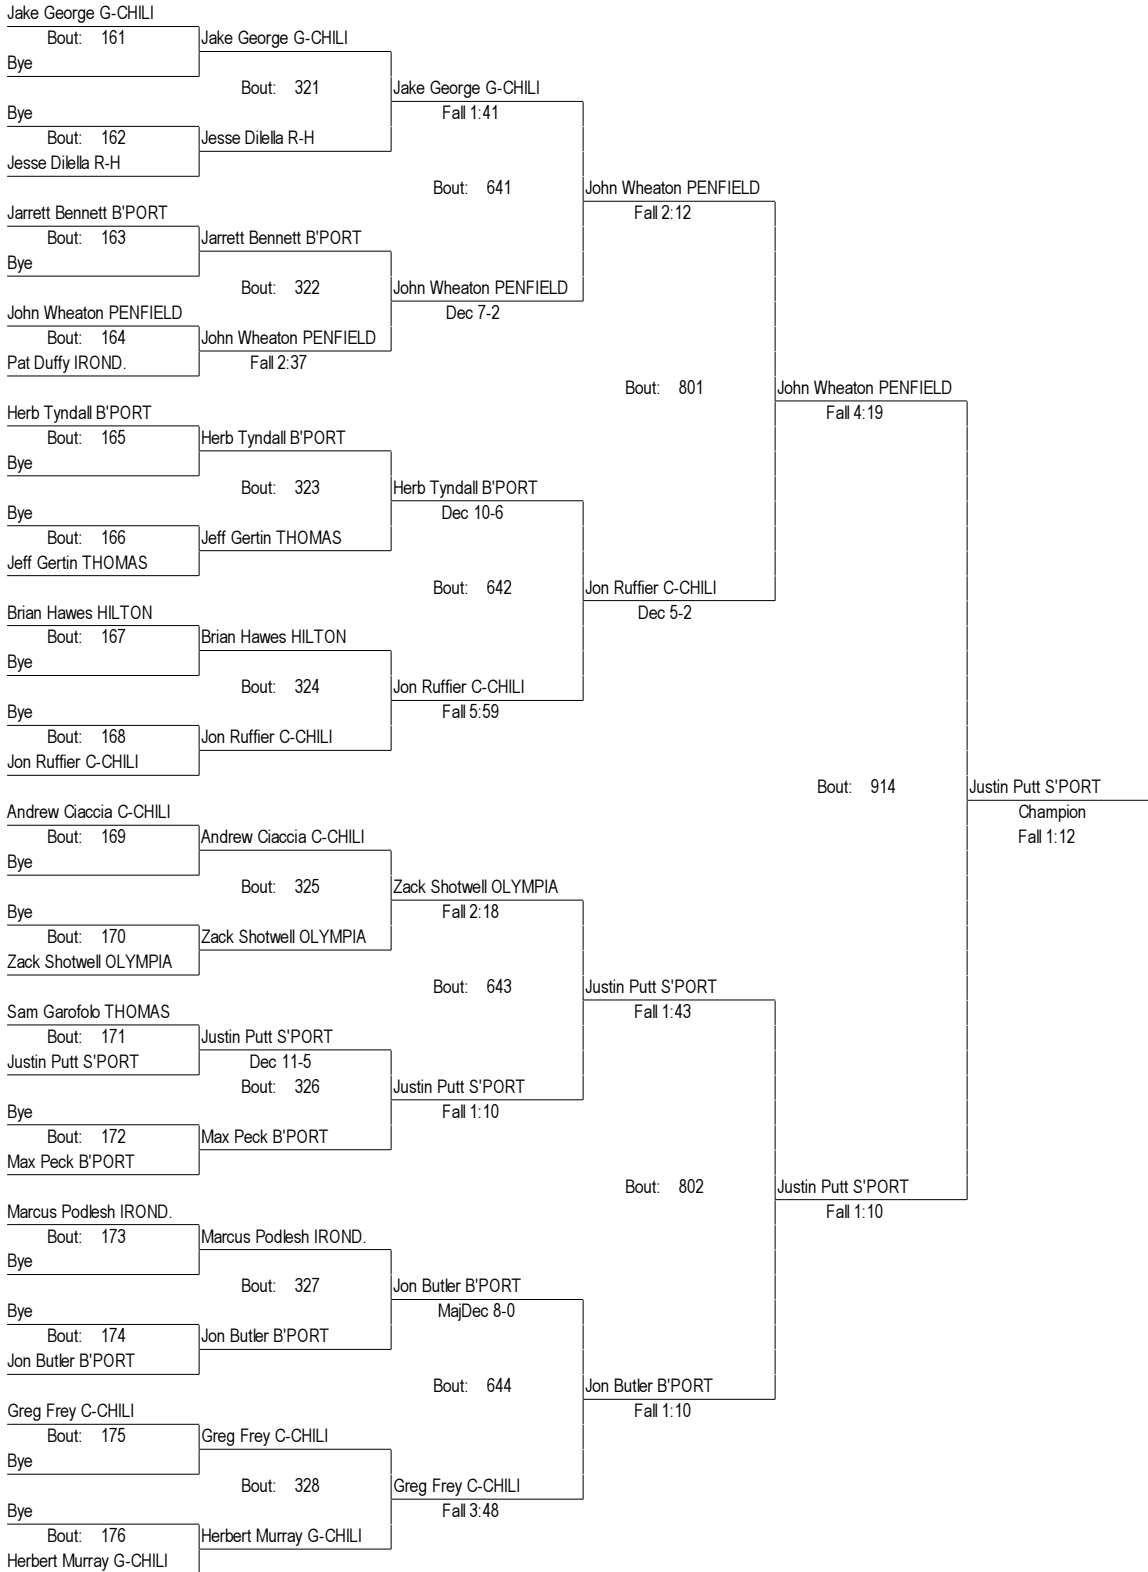 Jake George G-CHILI
Bout: 161
Jake George G-CHILI
Bye
Bout: 321
Jake George G-CHILI
Bye
Fall 1:41
Bout: 162
Jesse Dilella R-H
Jesse Dilella R-H
Bout: 641
John Wheaton PENFIELD
Jarrett Bennett B'PORT
Fall 2:12
Bout: 163
Jarrett Bennett B'PORT
Bye
Bout: 322
John Wheaton PENFIELD
John Wheaton PENFIELD
Dec 7-2
Bout: 164
John Wheaton PENFIELD
Pat Duffy IROND.
Fall 2:37
Bout: 801
John Wheaton PENFIELD
Herb Tyndall B'PORT
Fall 4:19
Bout: 165
Herb Tyndall B'PORT
Bye
Bout: 323
Herb Tyndall B'PORT
Bye
Dec 10-6
Bout: 166
Jeff Gertin THOMAS
Jeff Gertin THOMAS
Bout: 642
Jon Ruffier C-CHILI
Brian Hawes HILTON
Dec 5-2
Bout: 167
Brian Hawes HILTON
Bye
Bout: 324
Jon Ruffier C-CHILI
Bye
Fall 5:59
Bout: 168
Jon Ruffier C-CHILI
Jon Ruffier C-CHILI
Bout: 914
Justin Putt S'PORT
Andrew Ciaccia C-CHILI
Champion
Bout: 169
Andrew Ciaccia C-CHILI
Fall 1:12
Bye
Bout: 325
Zack Shotwell OLYMPIA
Bye
Fall 2:18
Bout: 170
Zack Shotwell OLYMPIA
Zack Shotwell OLYMPIA
Bout: 643
Justin Putt S'PORT
Sam Garofolo THOMAS
Fall 1:43
Bout: 171
Justin Putt S'PORT
Justin Putt S'PORT
Dec 11-5
Bout: 326
Justin Putt S'PORT
Bye
Fall 1:10
Bout: 172
Max Peck B'PORT
Max Peck B'PORT
Bout: 802
Justin Putt S'PORT
Marcus Podlesh IROND.
Fall 1:10
Bout: 173
Marcus Podlesh IROND.
Bye
Bout: 327
Jon Butler B'PORT
Bye
MajDec 8-0
Bout: 174
Jon Butler B'PORT
Jon Butler B'PORT
Bout: 644
Jon Butler B'PORT
Greg Frey C-CHILI
Fall 1:10
Bout: 175
Greg Frey C-CHILI
Bye
Bout: 328
Greg Frey C-CHILI
Bye
Fall 3:48
Bout: 176
Herbert Murray G-CHILI
Herbert Murray G-CHILI